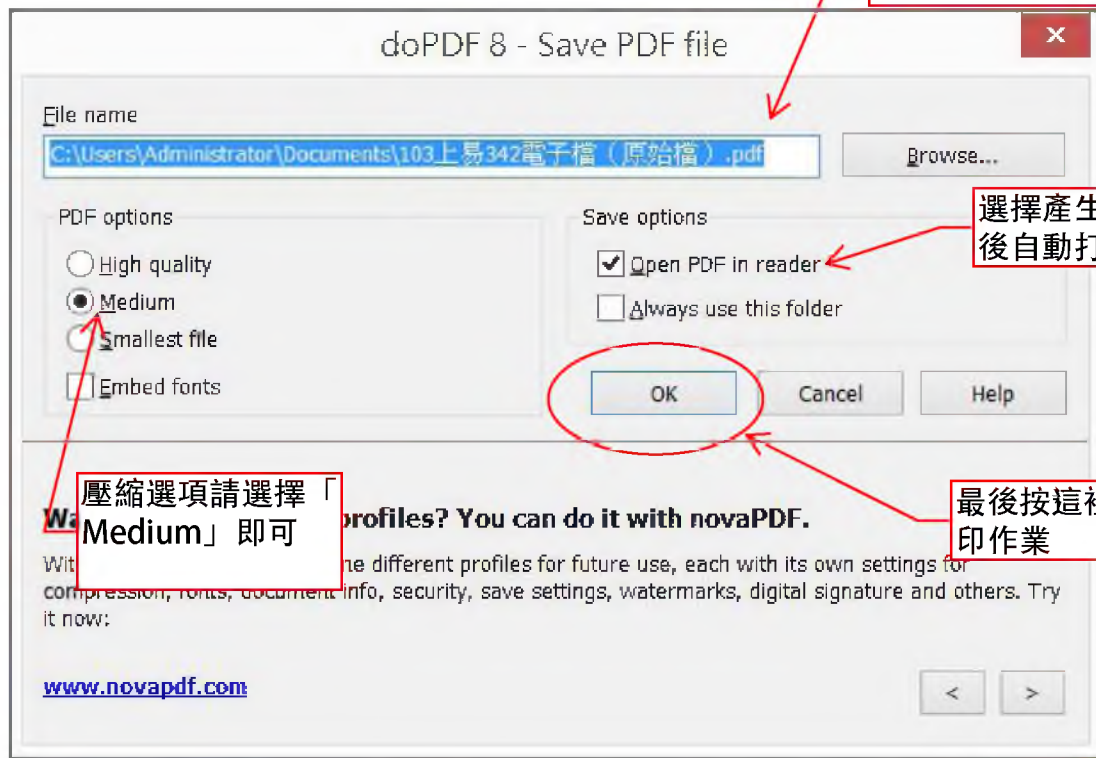 doPDF 8 - Save PDF file
File name
C:\Users\Administrator\Documents\103上易342電子檔（原始檔）.pdf
Browse...
PDF options
Save options
選擇產生
後自動打
High quality
Open PDF in reader
Medium
Always use this folder
Smallest file
Embed fonts
OK
Cancel
Help
壓縮選項請選擇「
Medium」即可
最後按這裡
印作業
profiles? You can do it with novaPDF.
different profiles for future use, each with its own settings for
compression, fonts, document info, security, save settings, watermarks, digital signature and others. Try
it now:
www.novapdf.com
<
>